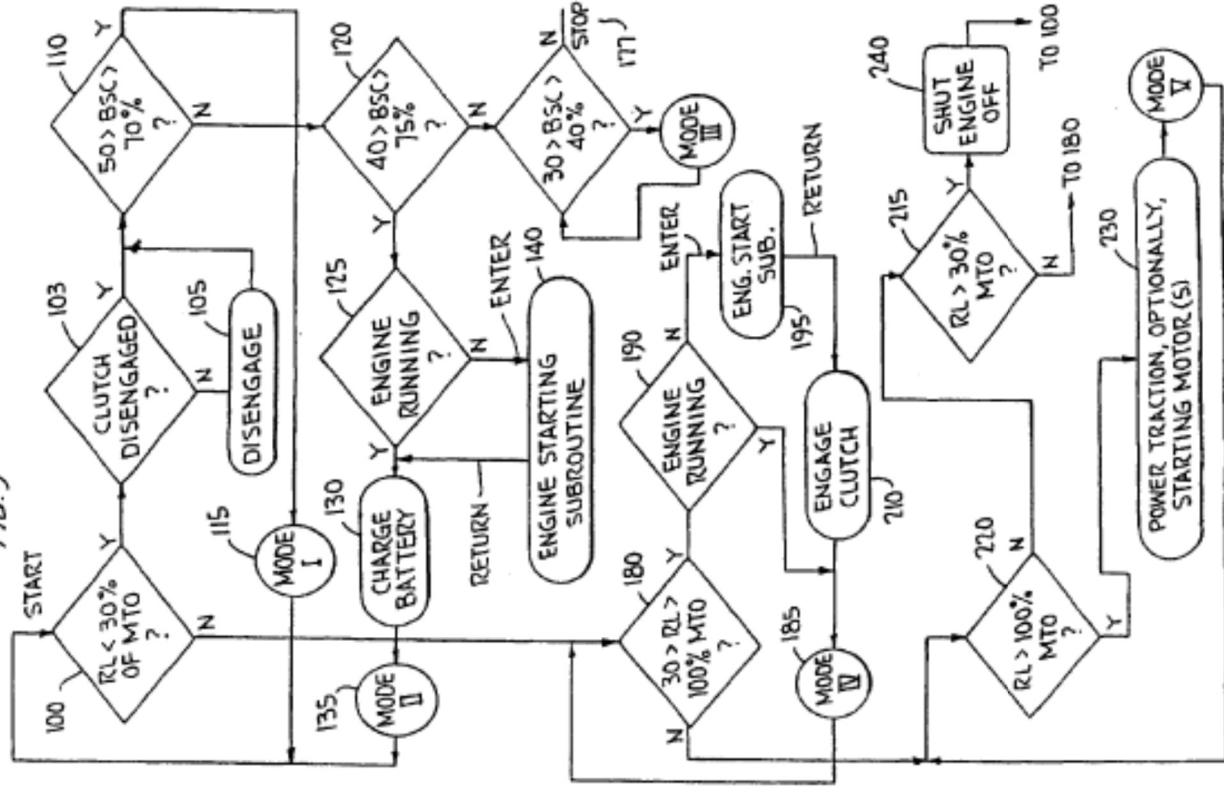 START
100
RL < 30%
OF MTO
?
Y
N
103
CLUTCH
DISENGAGED
?
Y
N
105
DISENGAGE
110
50 > BSC >
70%
?
Y
N
115
MODE
I
120
40 > BSC >
75%
?
Y
N
125
ENGINE
RUNNING
?
Y
N
ENTER
140
ENGINE STARTING
SUBROUTINE
RETURN
130
CHARGE
BATTERY
135
MODE
II
30 > BSC >
40%
?
N
STOP
177
Y
MODE
III
180
30 > RL >
100% MTO
?
Y
N
190
ENGINE
RUNNING
?
N
Y
ENTER
ENG. START
SUB.
195
RETURN
ENGAGE
CLUTCH
210
185
MODE
IV
220
RL > 100%
MTO
?
N
Y
215
RL > 30%
MTO
?
Y
N
TO 180
240
SHUT
ENGINE
OFF
TO 100
230
POWER TRACTION, OPTIONALLY,
STARTING MOTOR(S)
MODE
V